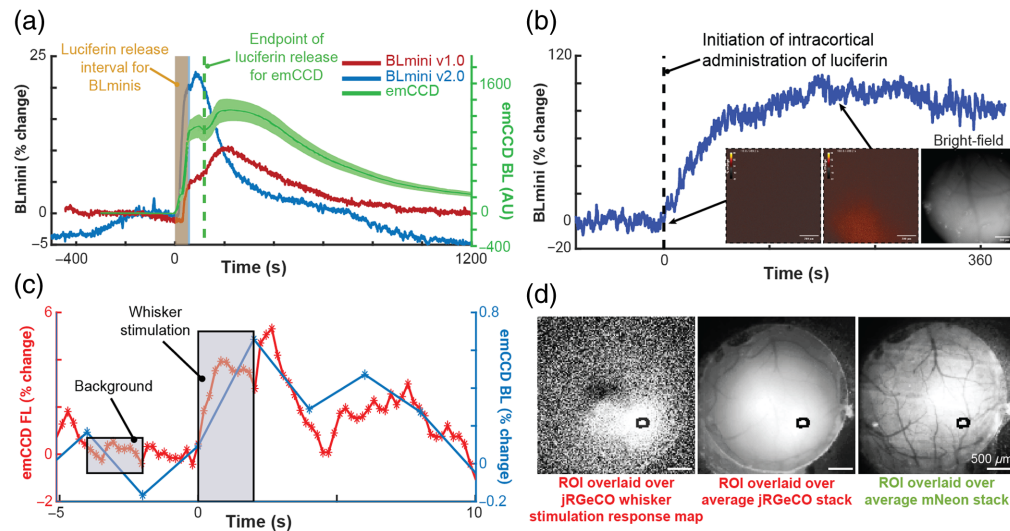 (a)
25
Luciferin release
interval for
BLminis
Endpoint of
luciferin release
for emCCD
BLmini v1.0
BLmini v2.0
emCCD
1600
BLmini (% change)
emCCD BL (AU)
0
0
−5
−400
−400
0
400
800
1200
Time (s)
(b)
120
Initiation of intracortical
administration of luciferin
100
BLmini (% change)
Bright-field
0
−20
0
360
Time (s)
(c)
6
0.8
Whisker
stimulation
Background
emCCD FL (% change)
emCCD BL (% change)
0
0
−2
−0.2
-5
0
5
10
Time (s)
(d)
500 µm
ROI overlaid over
jRGeCO whisker
stimulation response map
ROI overlaid over
average jRGeCO stack
ROI overlaid over
average mNeon stack